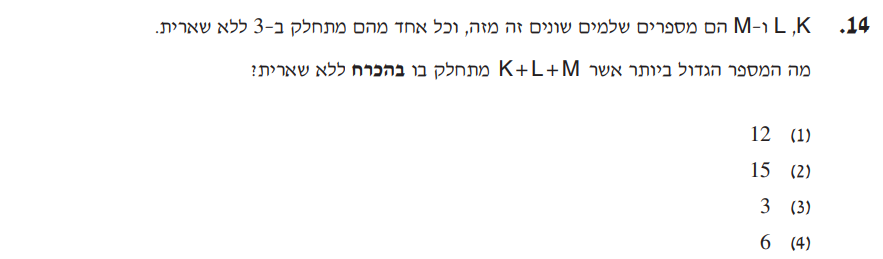 14. K, L ו-M הם מספרים שלמים שונים זה מזה, וכל אחד מהם מתחלק ב-3 ללא שארית.
מה המספר הגדול ביותר אשר K+L+M מתחלק בו בהכרח ללא שארית?
(1) 12
(2) 15
(3) 3
(4) 6